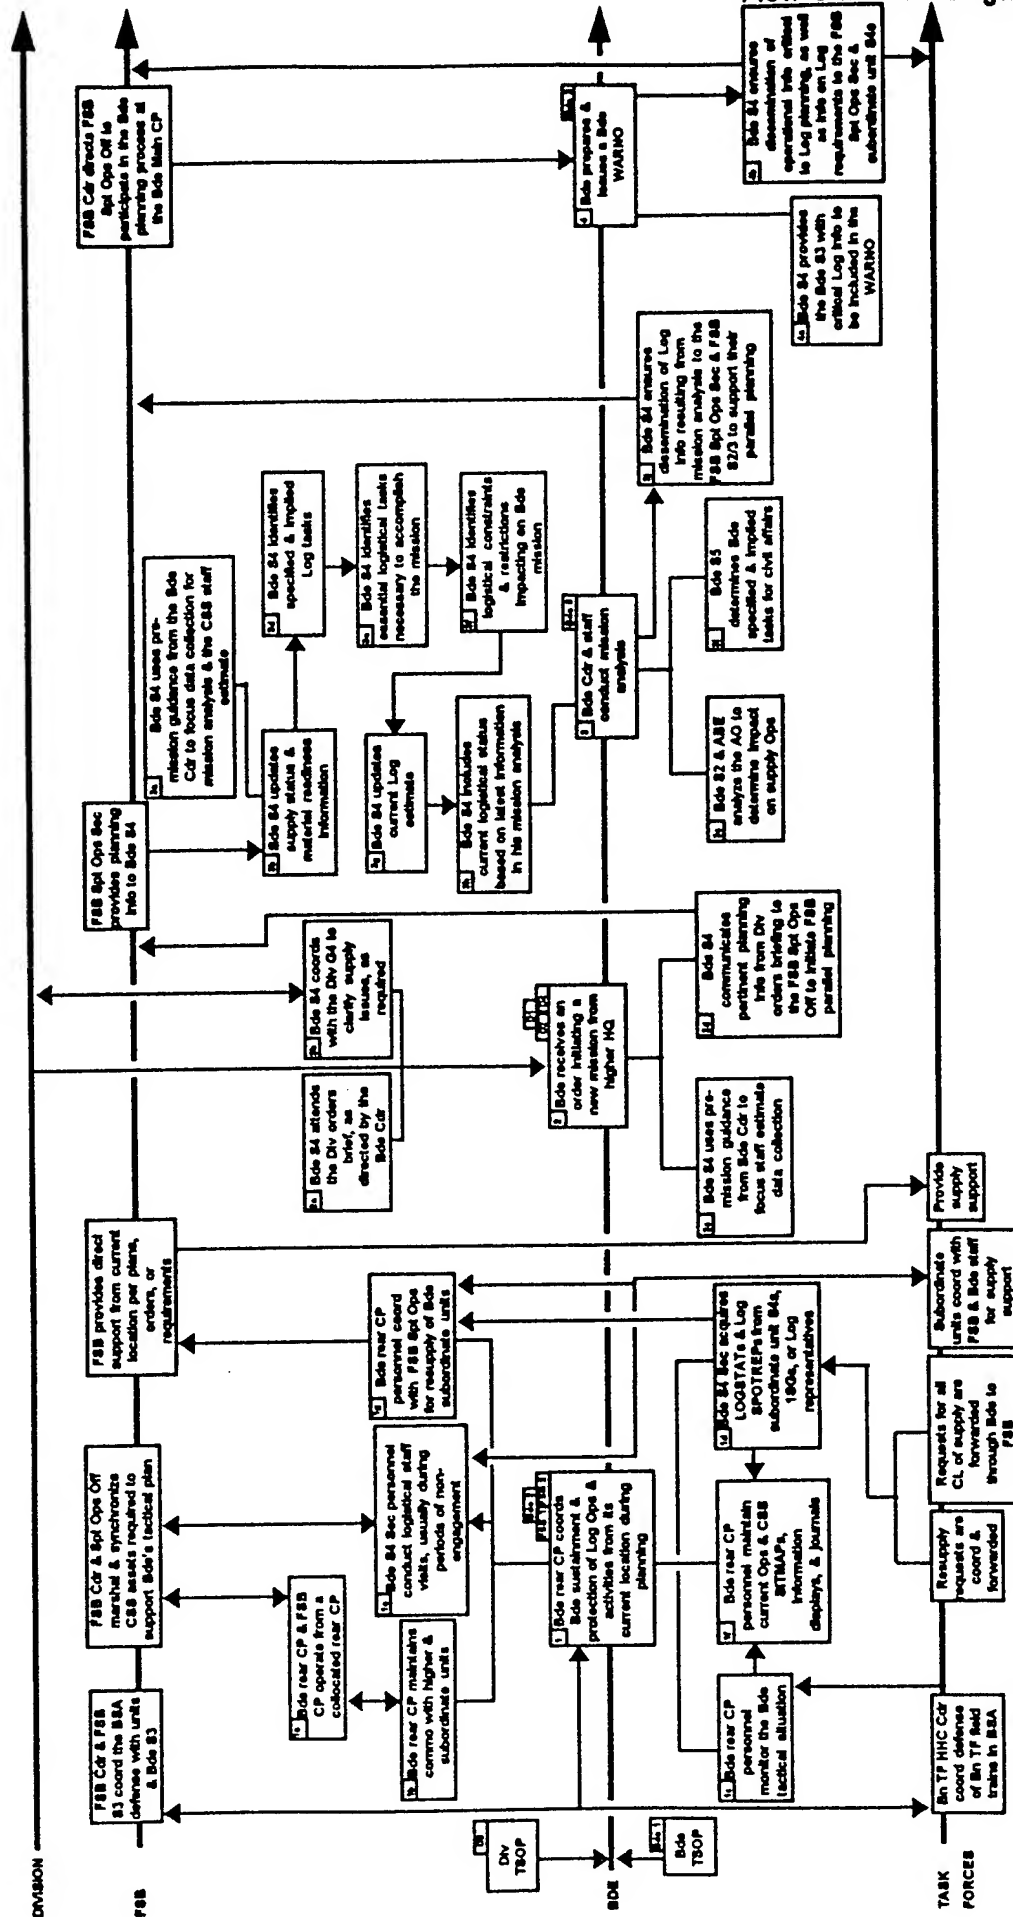 DIVISION
FSB
BDE
TASK
FORCES
FSB Cdr & FSB
S3 coord the BSA
defense with units
& Bde S3
FSB Cdr & Spt Ops Off
marshal & synchronize
CSS assets required to
support Bde's tactical plan
FSB provides direct
support from current
location per plans,
orders, or
requirements
FSB Spt Ops Sec
provides planning
info to Bde S4
FSB Cdr directs FSB
Spt Ops Off to
participate in the Bde
planning process at
the Bde Main CP
Div
TSOP
Bde
TSOP
1a Bde rear CP & FSB
CP operate from a
collocated rear CP
1b Bde rear CP maintains
commo with higher &
subordinate units
1c Bde S4 Sec personnel
conduct logistical staff
visits, usually during
periods of non-
engagement
1d Bde rear CP
personnel coord
with FSB Spt Ops
for resupply of Bde
subordinate units
1 Bde rear CP coords
Bde sustainment &
protection of Log Ops &
activities from its
current location during
planning
Bde rear CP
personnel
monitor the Bde
tactical situation
1f Bde rear CP
personnel maintain
current Ops & CSS
SITMAPs,
information
displays, & journals
Bde S4 Sec acquires
LOGSTATs & Log
SPOTREPs from
subordinate unit S4s,
1SGs, or Log
representatives
Bn TF HHC Cdr
coord defense
of Bn TF field
trains in BSA
Resupply
requests are
coord &
forwarded
Requests for all
CL of supply are
forwarded
through Bde to
FSB
Subordinate
units coord with
FSB & Bde staff
for supply
support
Provide
supply
support
2a Bde S4 attends
the Div orders
brief, as
directed by the
Bde Cdr
2b Bde S4 coords
with the Div G4 to
clarify supply
issues, as
required
2 Bde receives an
order initiating a
new mission from
higher HQ
2c Bde S4 uses pre-
mission guidance
from Bde Cdr to
focus staff estimate
data collection
2d Bde S4
communicates
pertinent planning
info from Div
orders briefing to
the FSB Spt Ops
Off to initiate FSB
parallel planning
3a Bde S4 uses pre-
mission guidance from the Bde
Cdr to focus data collection for
mission analysis & the CSS staff
estimate
3b Bde S4 updates
supply status &
material readiness
information
3d Bde S4 identifies
specified & implied
Log tasks
3e Bde S4 identifies
essential logistical tasks
necessary to accomplish
the mission
3f Bde S4 identifies
logistical constraints
& restrictions
impacting on Bde
mission
3g Bde S4 updates
current Log
estimate
3h Bde S4 includes
current logistical status
based on latest information
in his mission analysis
3 Bde Cdr & staff
conduct mission
analysis
Bde S2 & ABE
analyze the AO to
determine impact
on supply Ops
Bde S5
determines Bde
specified & implied
tasks for civil affairs
Bde S4 ensures
dissemination of Log
info resulting from
mission analysis to the
FSB Spt Ops Sec & FSB
S2/3 to support their
parallel planning
4 Bde prepares &
issues a Bde
WARNO
4a Bde S4 provides
the Bde S3 with
critical Log info to
be included in the
WARNO
4b Bde S4 ensures
dissemination of
operational info critical
to Log planning, as well
as info on Log
requirements to the FSB
Spt Ops Sec &
subordinate unit S4s